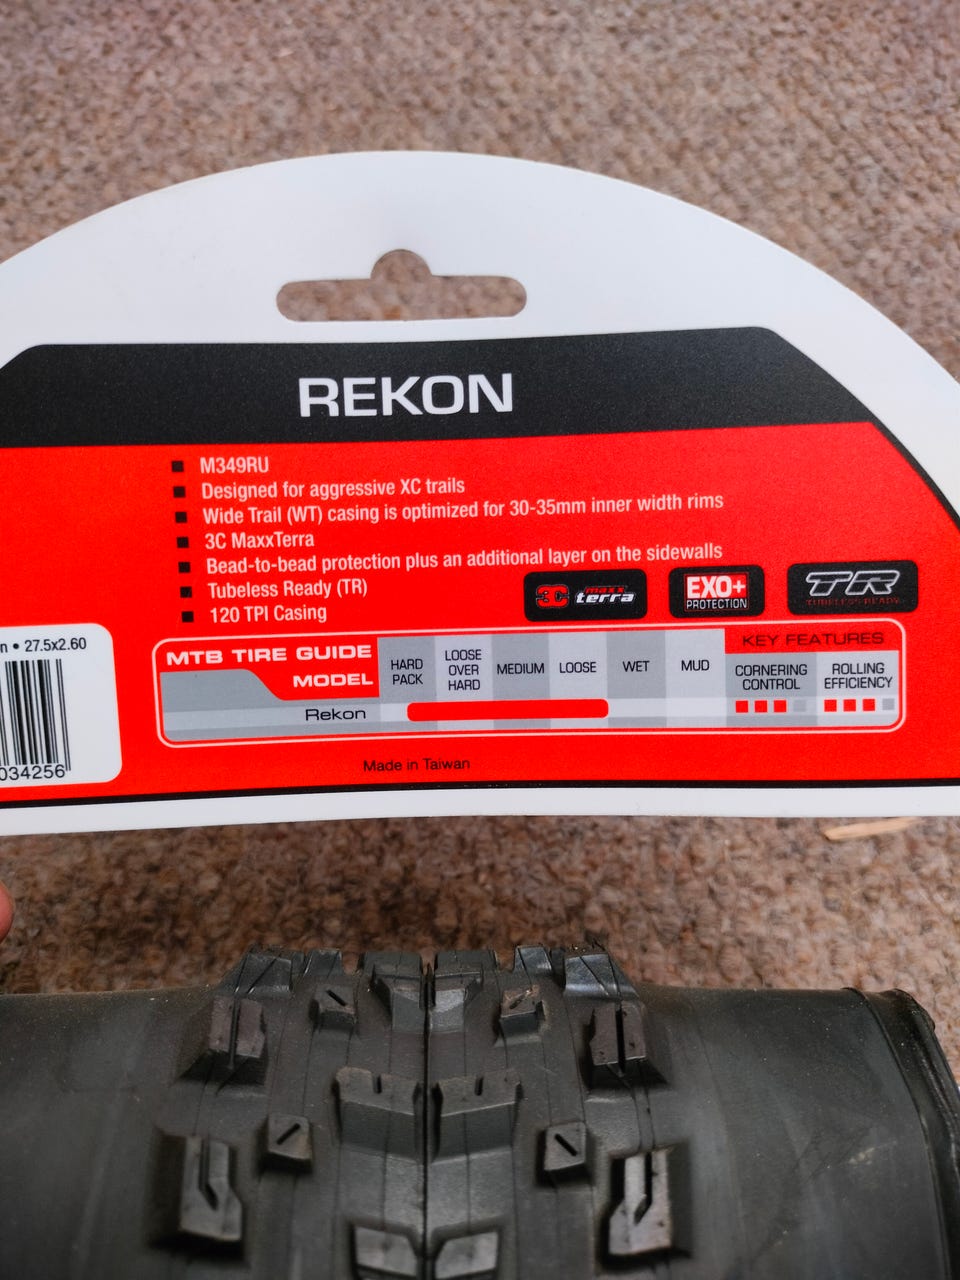 REKON
M349RU
Designed for aggressive XC trails
Wide Trail (WT) casing is optimized for 30-35mm inner width rims
3C MaxxTerra
Bead-to-bead protection plus an additional layer on the sidewalls
Tubeless Ready (TR)
120 TPI Casing
3C maxx terra
EXO+ PROTECTION
TR TUBELESS READY
• 27.5x2.60
034256
MTB TIRE GUIDE
MODEL
HARD PACK
LOOSE OVER HARD
MEDIUM
LOOSE
WET
MUD
KEY FEATURES
CORNERING CONTROL
ROLLING EFFICIENCY
Rekon
Made in Taiwan